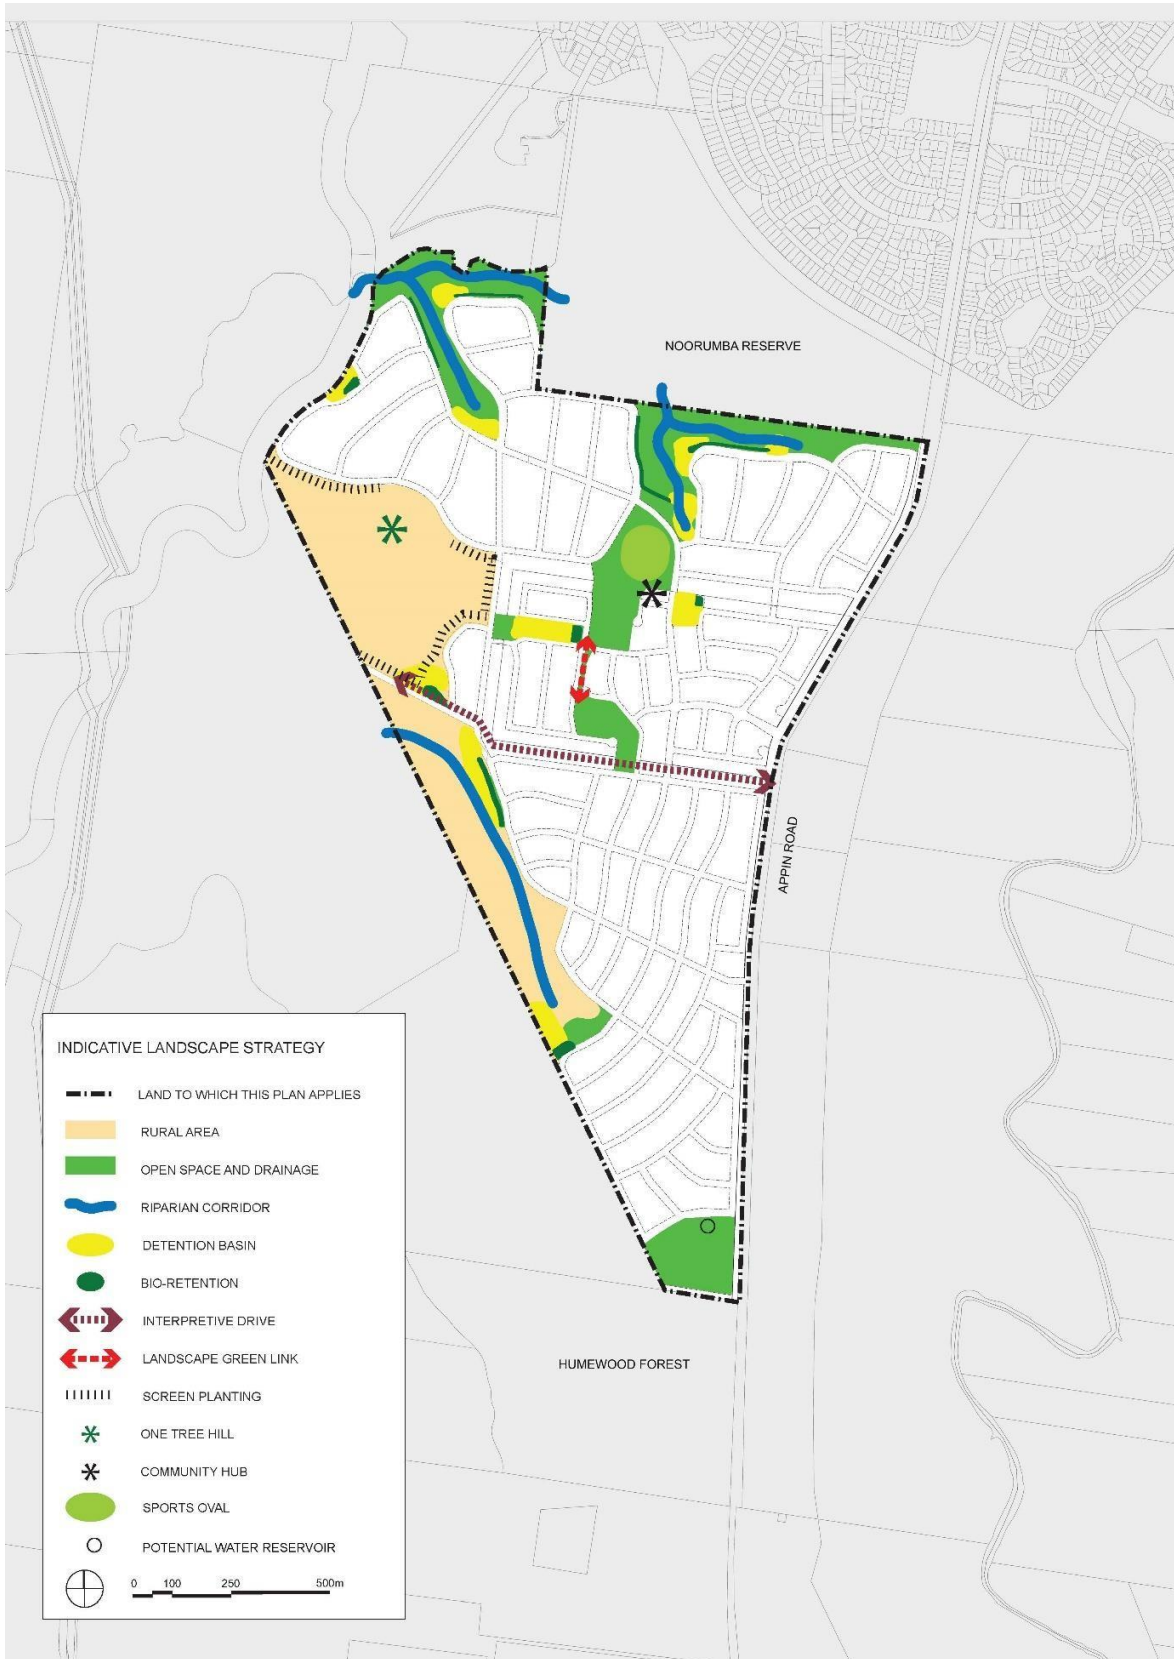 NOORUMBA RESERVE
APPIN ROAD
HUMEWOOD FOREST
INDICATIVE LANDSCAPE STRATEGY
LAND TO WHICH THIS PLAN APPLIES
RURAL AREA
OPEN SPACE AND DRAINAGE
RIPARIAN CORRIDOR
DETENTION BASIN
BIO-RETENTION
INTERPRETIVE DRIVE
LANDSCAPE GREEN LINK
SCREEN PLANTING
ONE TREE HILL
COMMUNITY HUB
SPORTS OVAL
POTENTIAL WATER RESERVOIR
0 100 250 500m